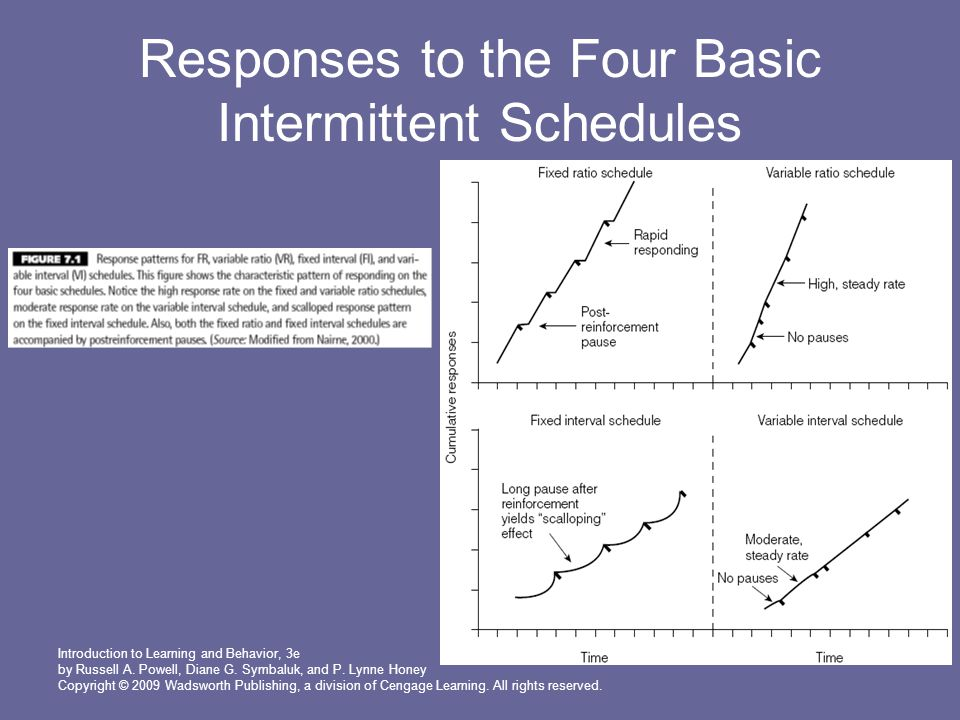 Responses to the Four Basic
Intermittent Schedules
FIGURE 7.1 Response patterns for FR, variable ratio (VR), fixed interval (FI), and vari-
able interval (VI) schedules. This figure shows the characteristic pattern of responding on the
four basic schedules. Notice the high response rate on the fixed and variable ratio schedules,
moderate response rate on the variable interval schedule, and scalloped response pattern
on the fixed interval schedule. Also, both the fixed ratio and fixed interval schedules are
accompanied by postreinforcement pauses. (Source: Modified from Nairne, 2000.)
Fixed ratio schedule
Rapid
responding
Post-
reinforcement
pause
Variable ratio schedule
High, steady rate
No pauses
Cumulative responses
Fixed interval schedule
Long pause after
reinforcement
yields "scalloping"
effect
Variable interval schedule
Moderate,
steady rate
No pauses
Time
Time
Introduction to Learning and Behavior, 3e
by Russell A. Powell, Diane G. Symbaluk, and P. Lynne Honey
Copyright © 2009 Wadsworth Publishing, a division of Cengage Learning. All rights reserved.